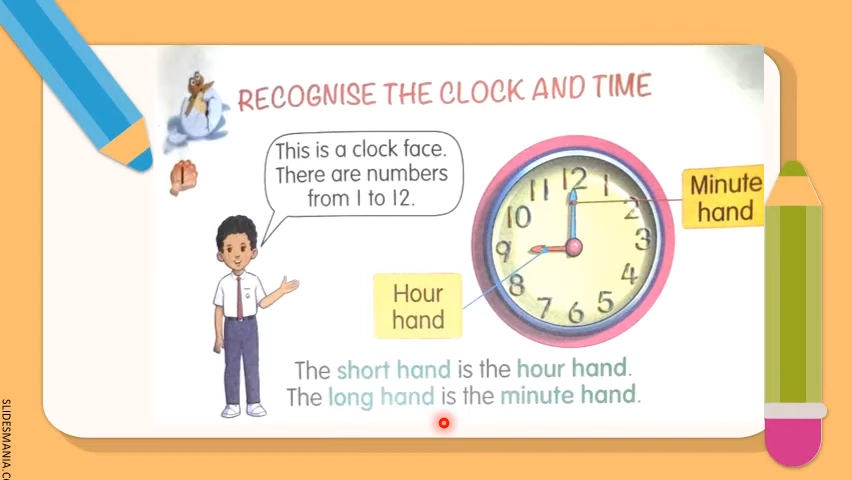 RECOGNISE THE CLOCK AND TIME
1
This is a clock face.
There are numbers
from 1 to 12.
12
11
1
10
2
9
3
8
4
7
5
6
Minute
hand
Hour
hand
The short hand is the hour hand.
The long hand is the minute hand.